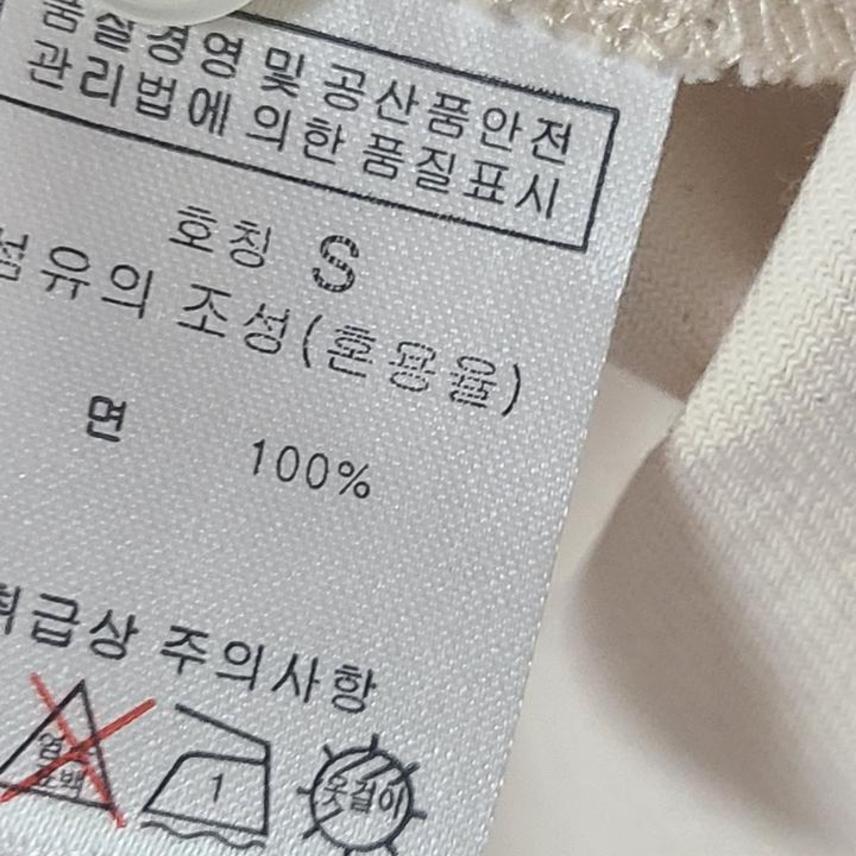 품질경영 및 공산품안전
관리법에 의한 품질표시
호칭 S
섬유의 조성(혼용율)
면 100%
취급상 주의사항
염소
표백
1
옷걸이